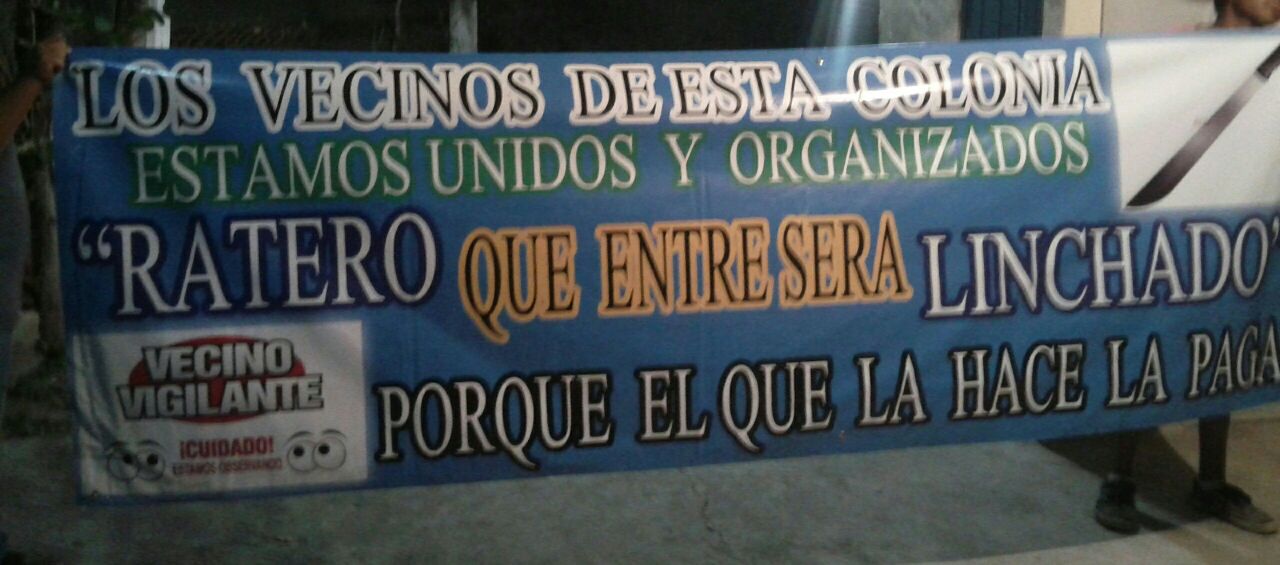 LOS VECINOS DE ESTA COLONIA
ESTAMOS UNIDOS Y ORGANIZADOS
"RATERO QUE ENTRE SERA LINCHADO"
PORQUE EL QUE LA HACE LA PAGA
VECINO
VIGILANTE
¡CUIDADO!
ESTAMOS OBSERVANDO